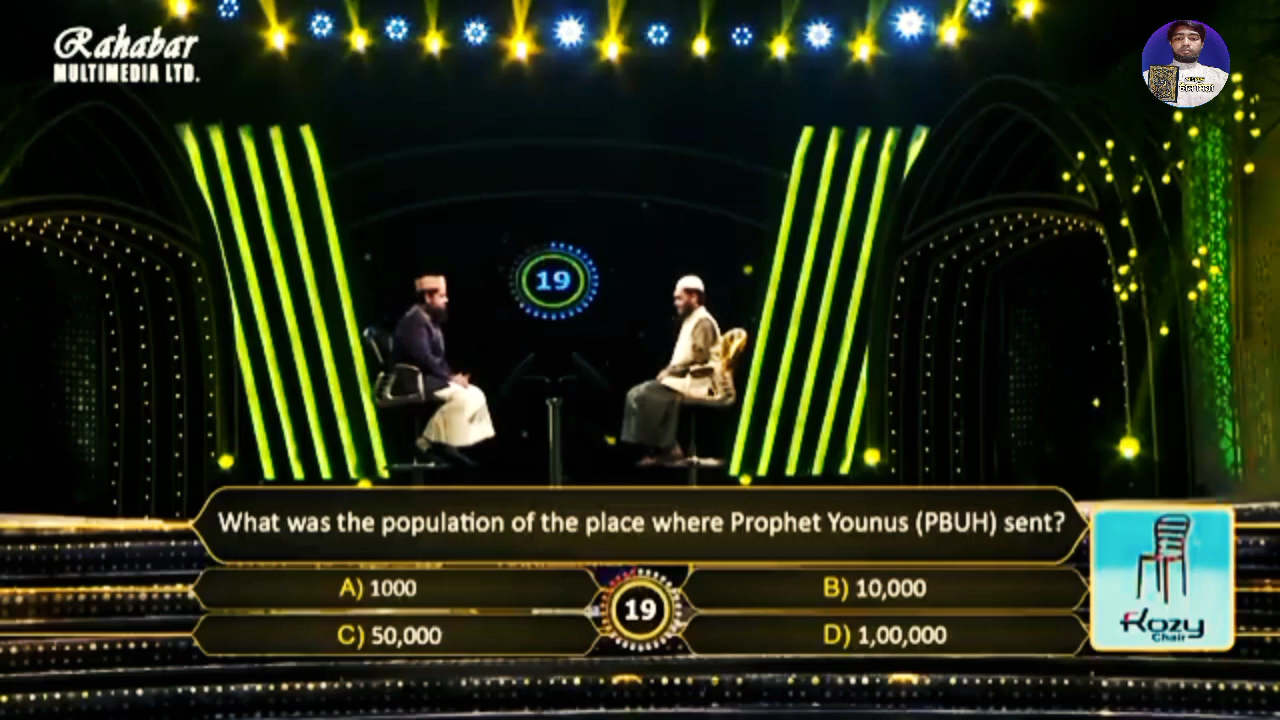 Rahabar
MULTIMEDIA LTD.
19
What was the population of the place where Prophet Younus (PBUH) sent?
A) 1000
B) 10,000
19
C) 50,000
D) 1,00,000
Kozy
Chair